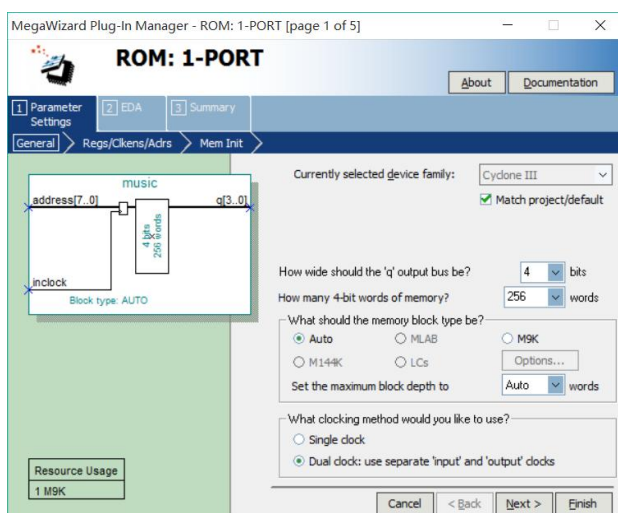 MegaWizard Plug-In Manager - ROM: 1-PORT [page 1 of 5]
ROM: 1-PORT
About
Documentation
1 Parameter Settings
2 EDA
3 Summary
General
Regs/Clkens/Adrs
Mem Init
music
address[7..0]
q[3..0]
4 bits
256 words
inclock
Block type: AUTO
Resource Usage
1 M9K
Currently selected device family:
Cyclone III
Match project/default
How wide should the 'q' output bus be?
4
bits
How many 4-bit words of memory?
256
words
What should the memory block type be?
Auto
MLAB
M9K
M144K
LCs
Options...
Set the maximum block depth to
Auto
words
What clocking method would you like to use?
Single clock
Dual clock: use separate 'input' and 'output' clocks
Cancel
< Back
Next >
Finish